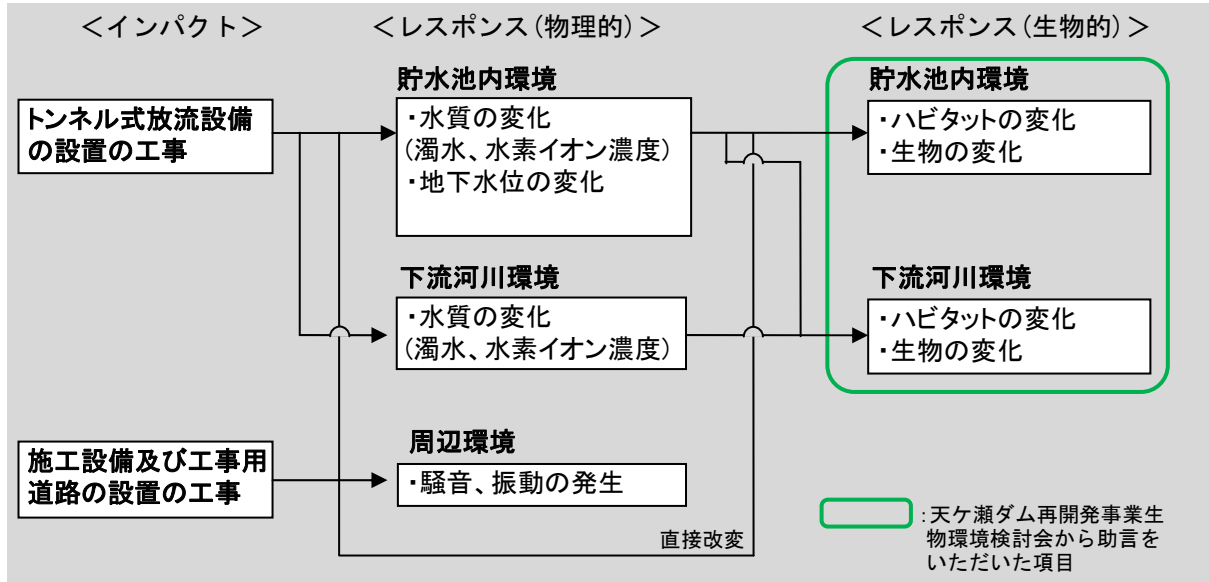 ＜インパクト＞
＜レスポンス(物理的)＞
＜レスポンス(生物的)＞
トンネル式放流設備
の設置の工事
貯水池内環境
・水質の変化
(濁水、水素イオン濃度)
・地下水位の変化
貯水池内環境
・ハビタットの変化
・生物の変化
下流河川環境
・水質の変化
(濁水、水素イオン濃度)
下流河川環境
・ハビタットの変化
・生物の変化
施工設備及び工事用
道路の設置の工事
周辺環境
・騒音、振動の発生
直接改変
:天ケ瀬ダム再開発事業生
物環境検討会から助言を
いただいた項目